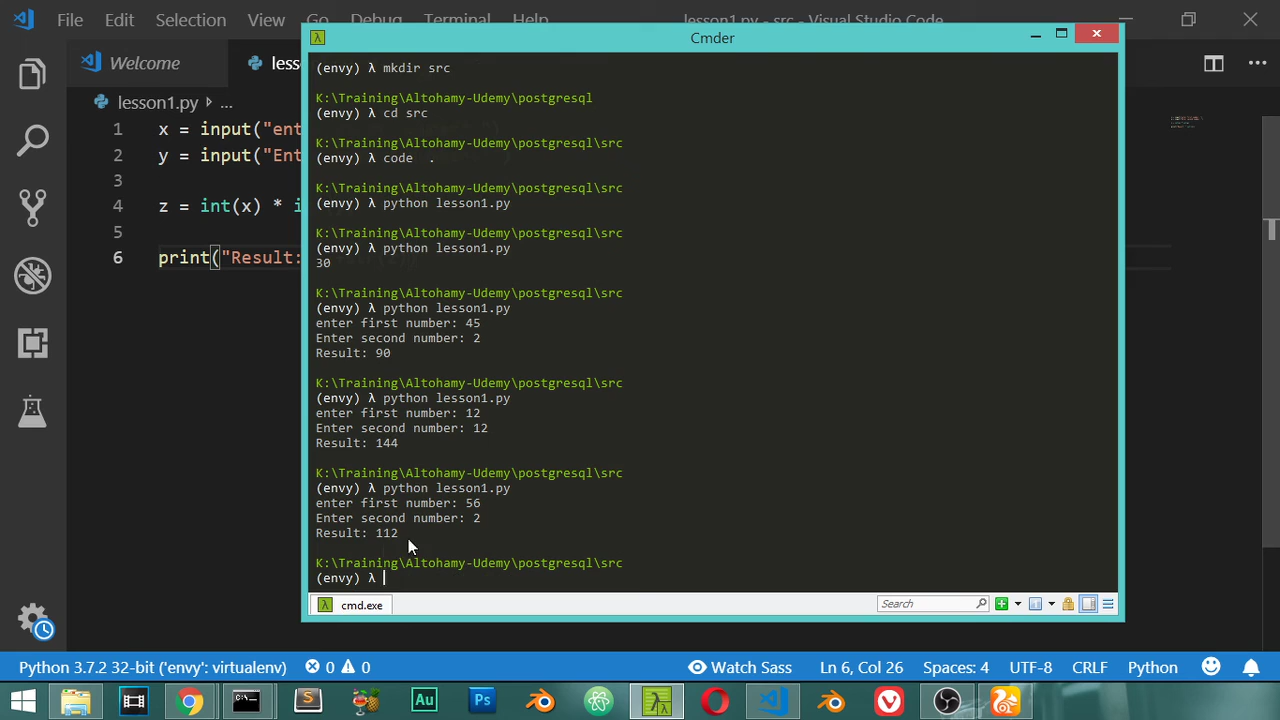 File Edit Selection View Go Debug Terminal Help lesson1.py - src - Visual Studio Code
Cmder
Welcome
lesson1.py > ...
1 x = input("ent
2 y = input("Ent
3
4 z = int(x) * i
5
6 print("Result:
(envy) λ mkdir src
K:\Training\Altohamy-Udemy\postgresql
(envy) λ cd src
K:\Training\Altohamy-Udemy\postgresql\src
(envy) λ code .
K:\Training\Altohamy-Udemy\postgresql\src
(envy) λ python lesson1.py
K:\Training\Altohamy-Udemy\postgresql\src
(envy) λ python lesson1.py
30
K:\Training\Altohamy-Udemy\postgresql\src
(envy) λ python lesson1.py
enter first number: 45
Enter second number: 2
Result: 90
K:\Training\Altohamy-Udemy\postgresql\src
(envy) λ python lesson1.py
enter first number: 12
Enter second number: 12
Result: 144
K:\Training\Altohamy-Udemy\postgresql\src
(envy) λ python lesson1.py
enter first number: 56
Enter second number: 2
Result: 112
K:\Training\Altohamy-Udemy\postgresql\src
(envy) λ
cmd.exe
Search
Python 3.7.2 32-bit ('envy': virtualenv) 0 0 Watch Sass Ln 6, Col 26 Spaces: 4 UTF-8 CRLF Python
Au
Ps